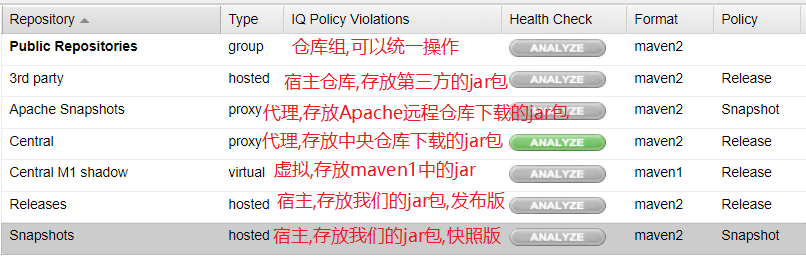 Repository Type IQ Policy Violations Health Check Format Policy
Public Repositories group 仓库组,可以统一操作 ANALYZE maven2
3rd party hosted 宿主仓库,存放第三方的jar包 ANALYZE maven2 Release
Apache Snapshots proxy 代理,存放Apache远程仓库下载的jar包 ANALYZE maven2 Snapshot
Central proxy 代理,存放中央仓库下载的jar包 ANALYZE maven2 Release
Central M1 shadow virtual 虚拟,存放maven1中的jar ANALYZE maven1 Release
Releases hosted 宿主,存放我们的jar包,发布版 ANALYZE maven2 Release
Snapshots hosted 宿主,存放我们的jar包,快照版 ANALYZE maven2 Snapshot